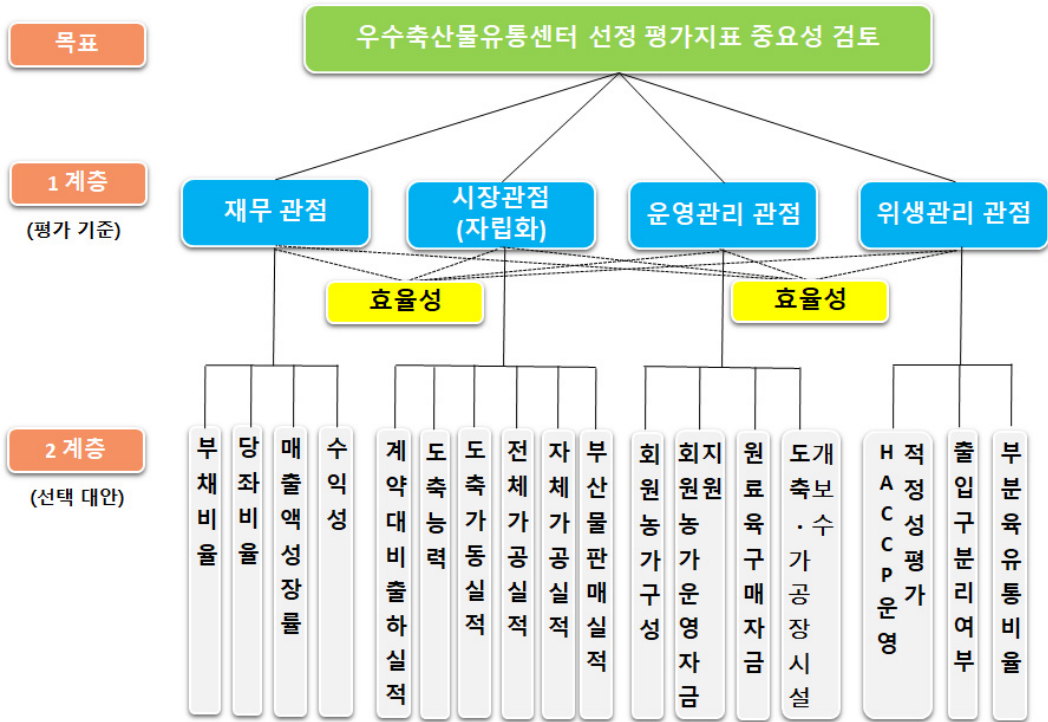 목표
우수축산물유통센터 선정 평가지표 중요성 검토
1 계층
(평가 기준)
재무 관점
시장관점
(자립화)
운영관리 관점
위생관리 관점
효율성
효율성
2 계층
(선택 대안)
부채비율
당좌비율
매출액성장률
수익성
계약대비출하실적
도축능력
도축가동실적
전체가공실적
자체가공실적
부산물판매실적
회원농가구성
회원농가운영자금
지원
원료육구매자금
도축·가공장시설
개보수
HACCP운영
적정성평가
출입구분리여부
부분육유통비율